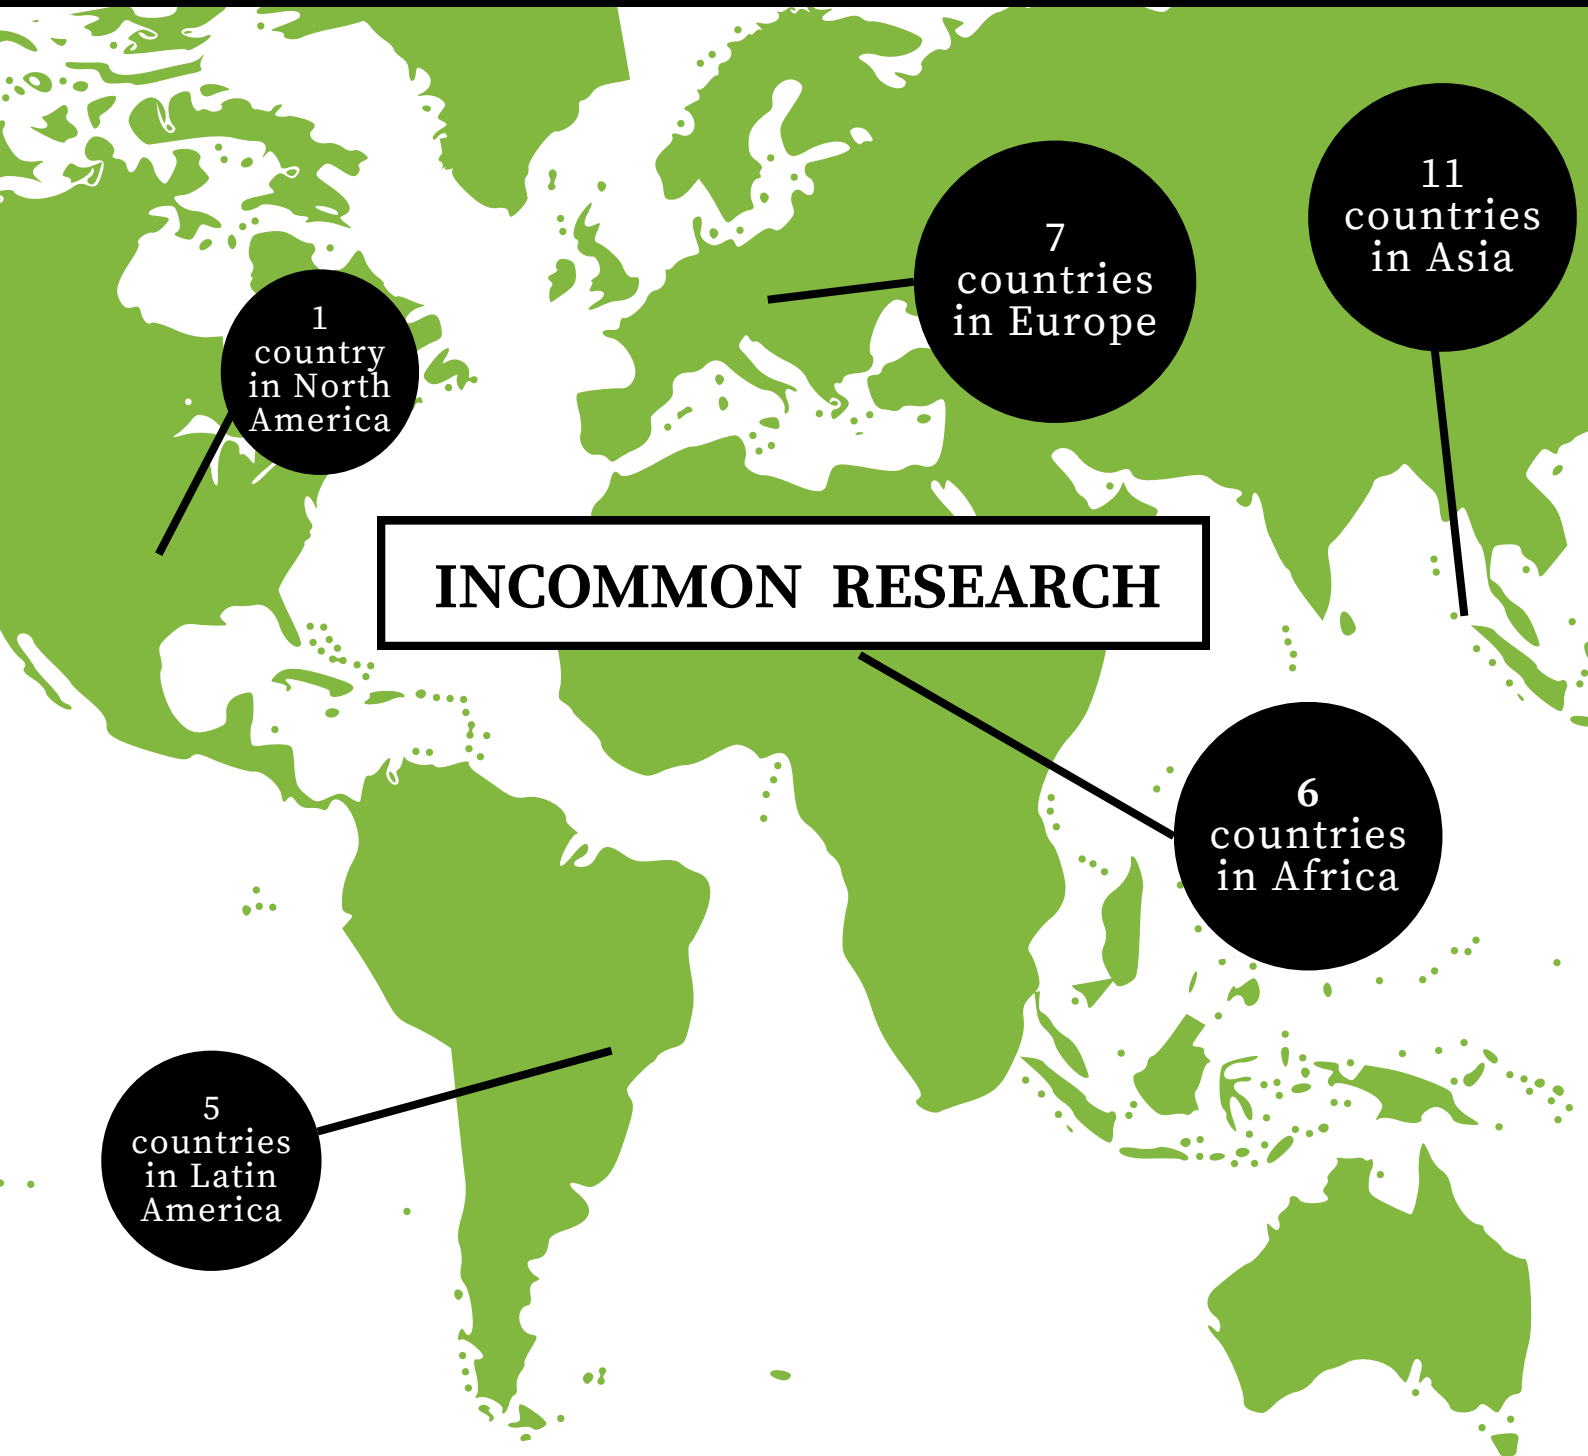 11
countries
in Asia
7
countries
in Europe
1
country
in North
America
INCOMMON RESEARCH
6
countries
in Africa
5
countries
in Latin
America